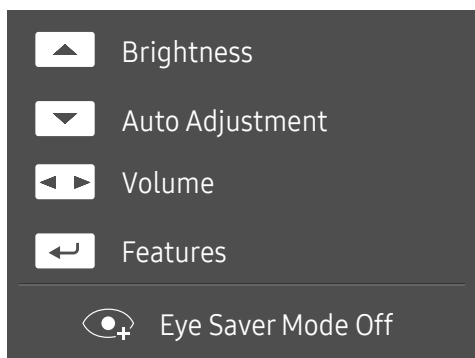 Brightness
Auto Adjustment
Volume
Features
Eye Saver Mode Off